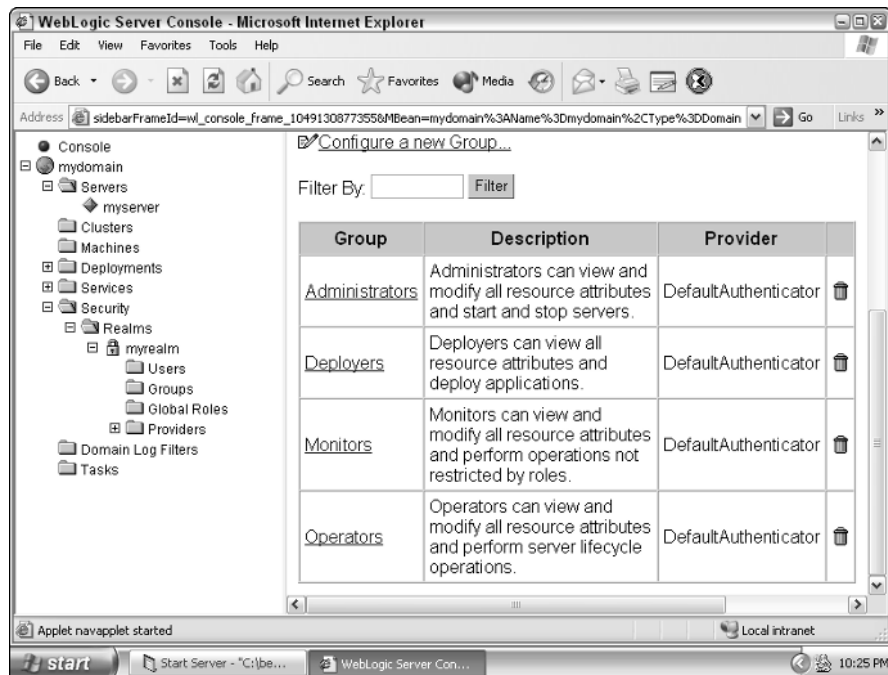 WebLogic Server Console - Microsoft Internet Explorer
File Edit View Favorites Tools Help
Back Search Favorites Media
Address sidebarFrameId=wl_console_frame_1049130877355&MBean=mydomain%3AName%3Dmydomain%2CType%3DDomain Go Links »
Console
mydomain
Servers
myserver
Clusters
Machines
Deployments
Services
Security
Realms
myrealm
Users
Groups
Global Roles
Providers
Domain Log Filters
Tasks
Configure a new Group...
Filter By: Filter
Group Description Provider
Administrators
Administrators can view and
modify all resource attributes
and start and stop servers.
DefaultAuthenticator
Deployers
Deployers can view all
resource attributes and
deploy applications.
DefaultAuthenticator
Monitors
Monitors can view and
modify all resource attributes
and perform operations not
restricted by roles.
DefaultAuthenticator
Operators
Operators can view and
modify all resource attributes
and perform server lifecycle
operations.
DefaultAuthenticator
Applet navapplet started Local intranet
start Start Server - "C:\be... WebLogic Server Con... 10:25 PM